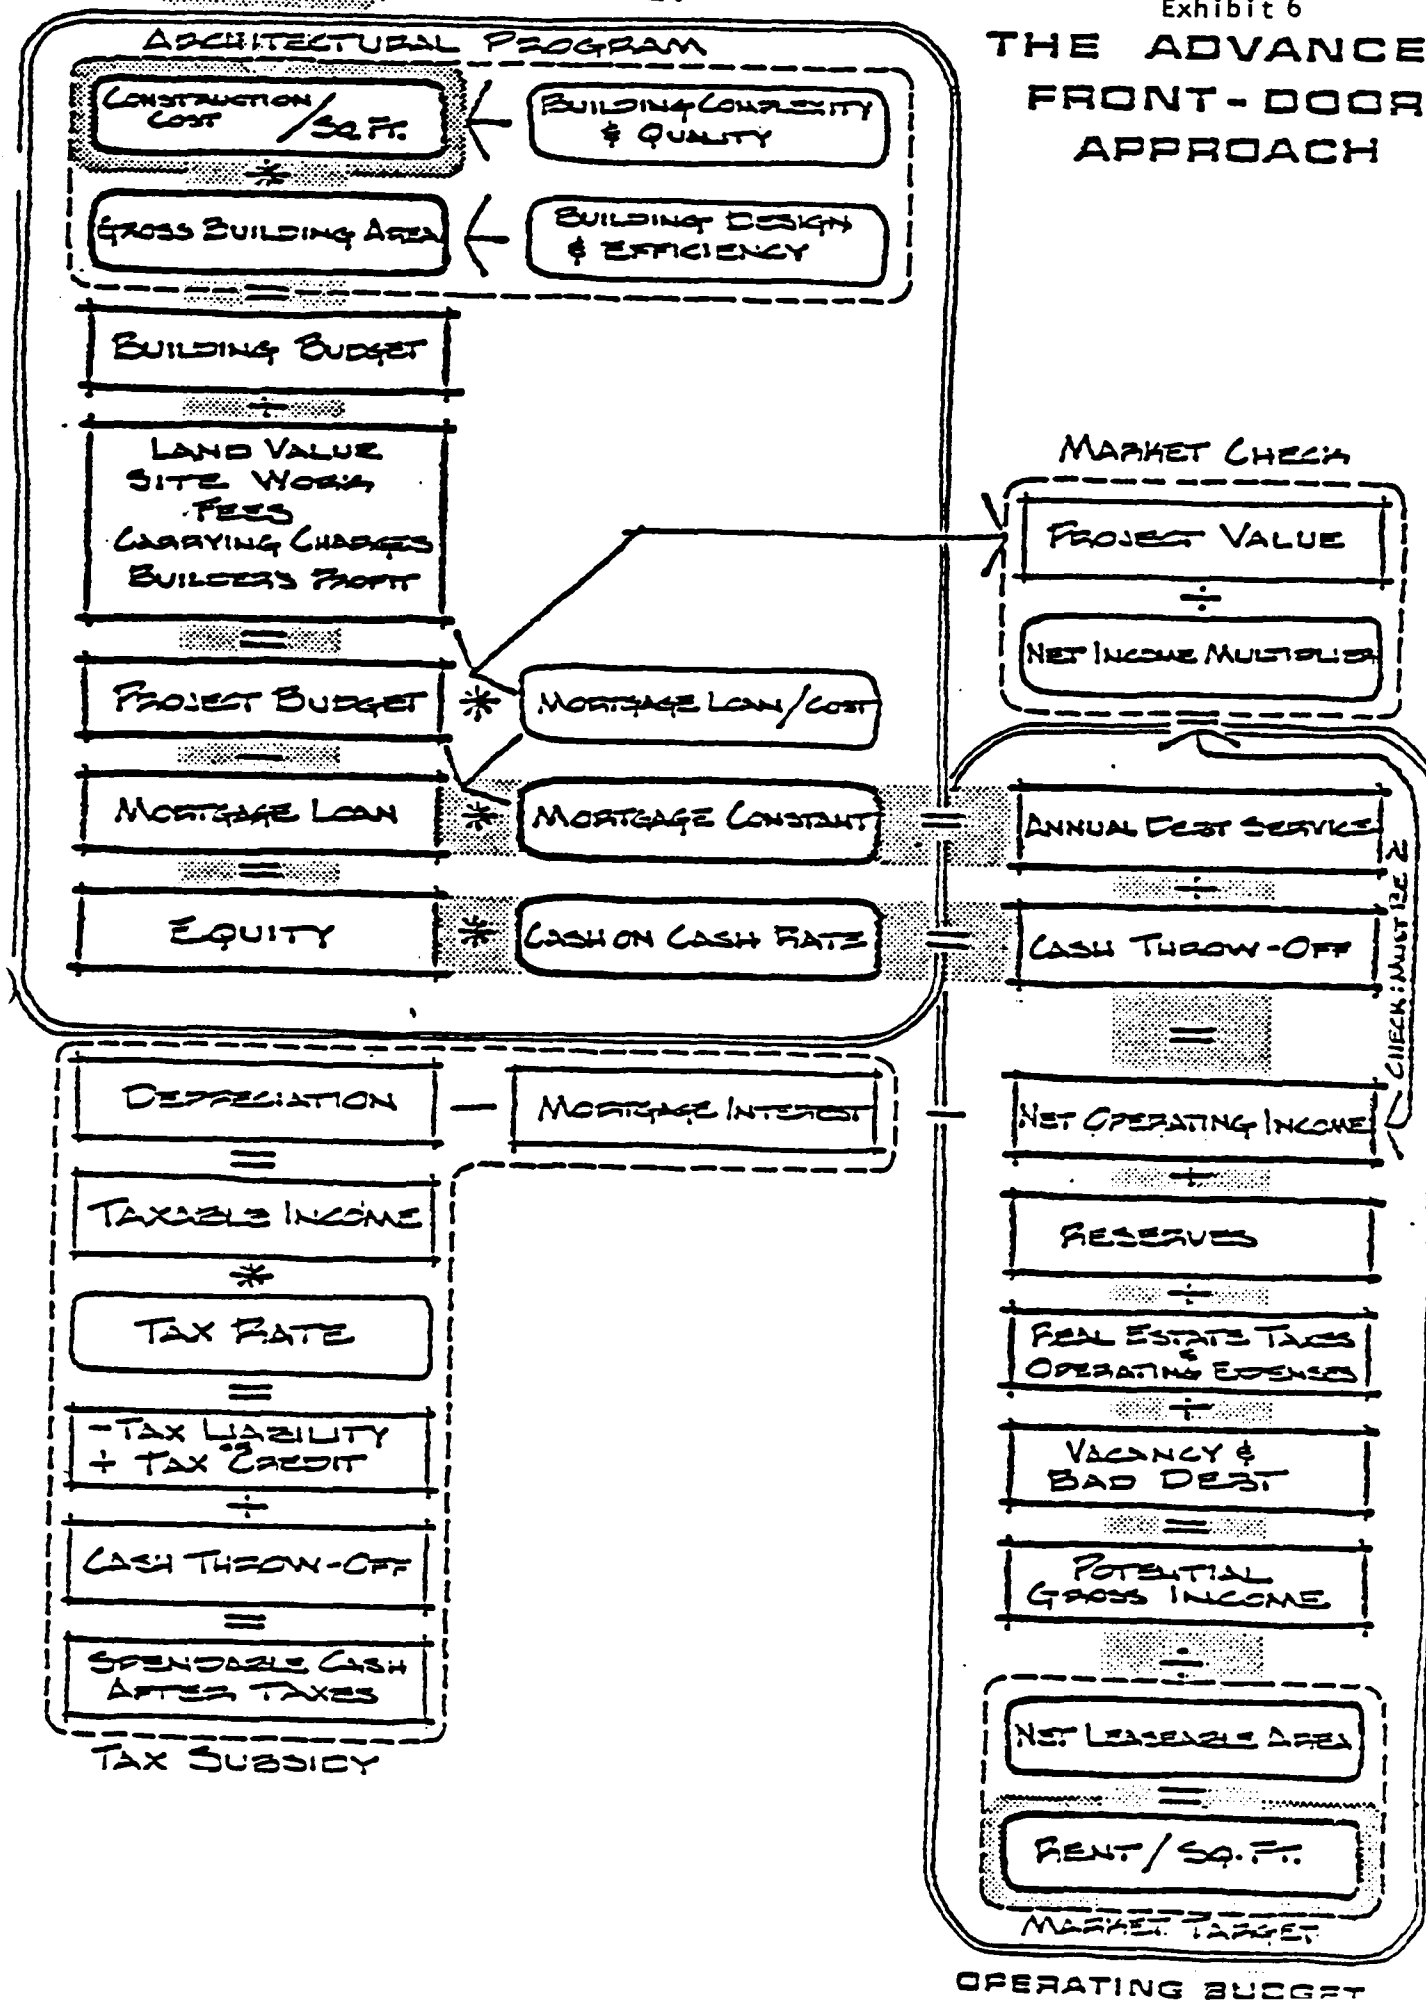 Exhibit 6
THE ADVANCE
FRONT-DOOR
APPROACH
ARCHITECTURAL PROGRAM
CONSTRUCTION
COST /SQ.FT.
BUILDING COMPLEXITY
& QUALITY
*
GROSS BUILDING AREA
BUILDING DESIGN
& EFFICIENCY
=
BUILDING BUDGET
+
LAND VALUE
SITE WORK
FEES
CARRYING CHARGES
BUILDER'S PROFIT
=
PROJECT BUDGET * MORTGAGE LOAN/COST
-
MORTGAGE LOAN * MORTGAGE CONSTANT =
=
EQUITY * CASH ON CASH RATE =
MARKET CHECK
PROJECT VALUE
÷
NET INCOME MULTIPLIER
=
ANNUAL DEBT SERVICE
+
CASH THROW-OFF
=
NET OPERATING INCOME
CHECK: MUST BE
+
RESERVES
+
REAL ESTATE TAXES
&
OPERATING EXPENSES
+
VACANCY &
BAD DEBT
=
POTENTIAL
GROSS INCOME
÷
NET LEASEABLE AREA
=
RENT/SQ.FT.
MARKET TARGET
OPERATING BUDGET
DEPRECIATION - MORTGAGE INTEREST -
=
TAXABLE INCOME
*
TAX RATE
=
-TAX LIABILITY
OR
+ TAX CREDIT
+
CASH THROW-OFF
=
SPENDABLE CASH
AFTER TAXES
TAX SUBSIDY